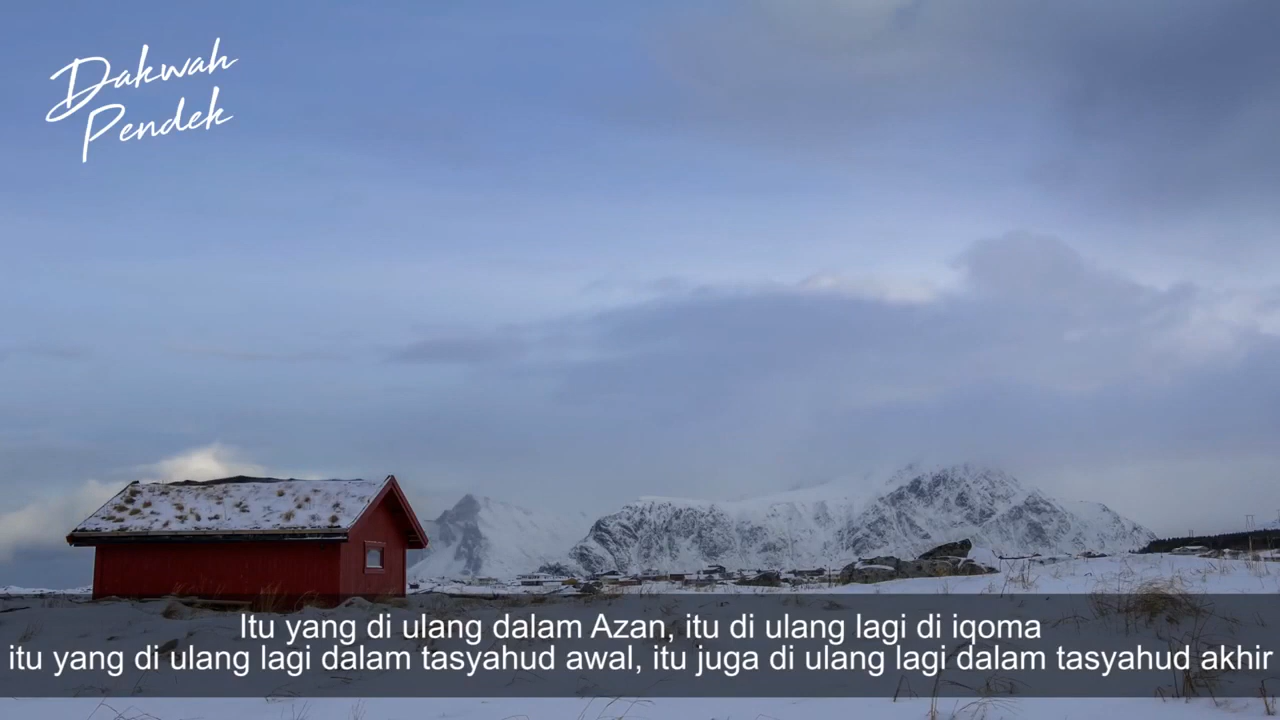 Dakwah
Pendek
Itu yang di ulang dalam Azan, itu di ulang lagi di iqoma
itu yang di ulang lagi dalam tasyahud awal, itu juga di ulang lagi dalam tasyahud akhir